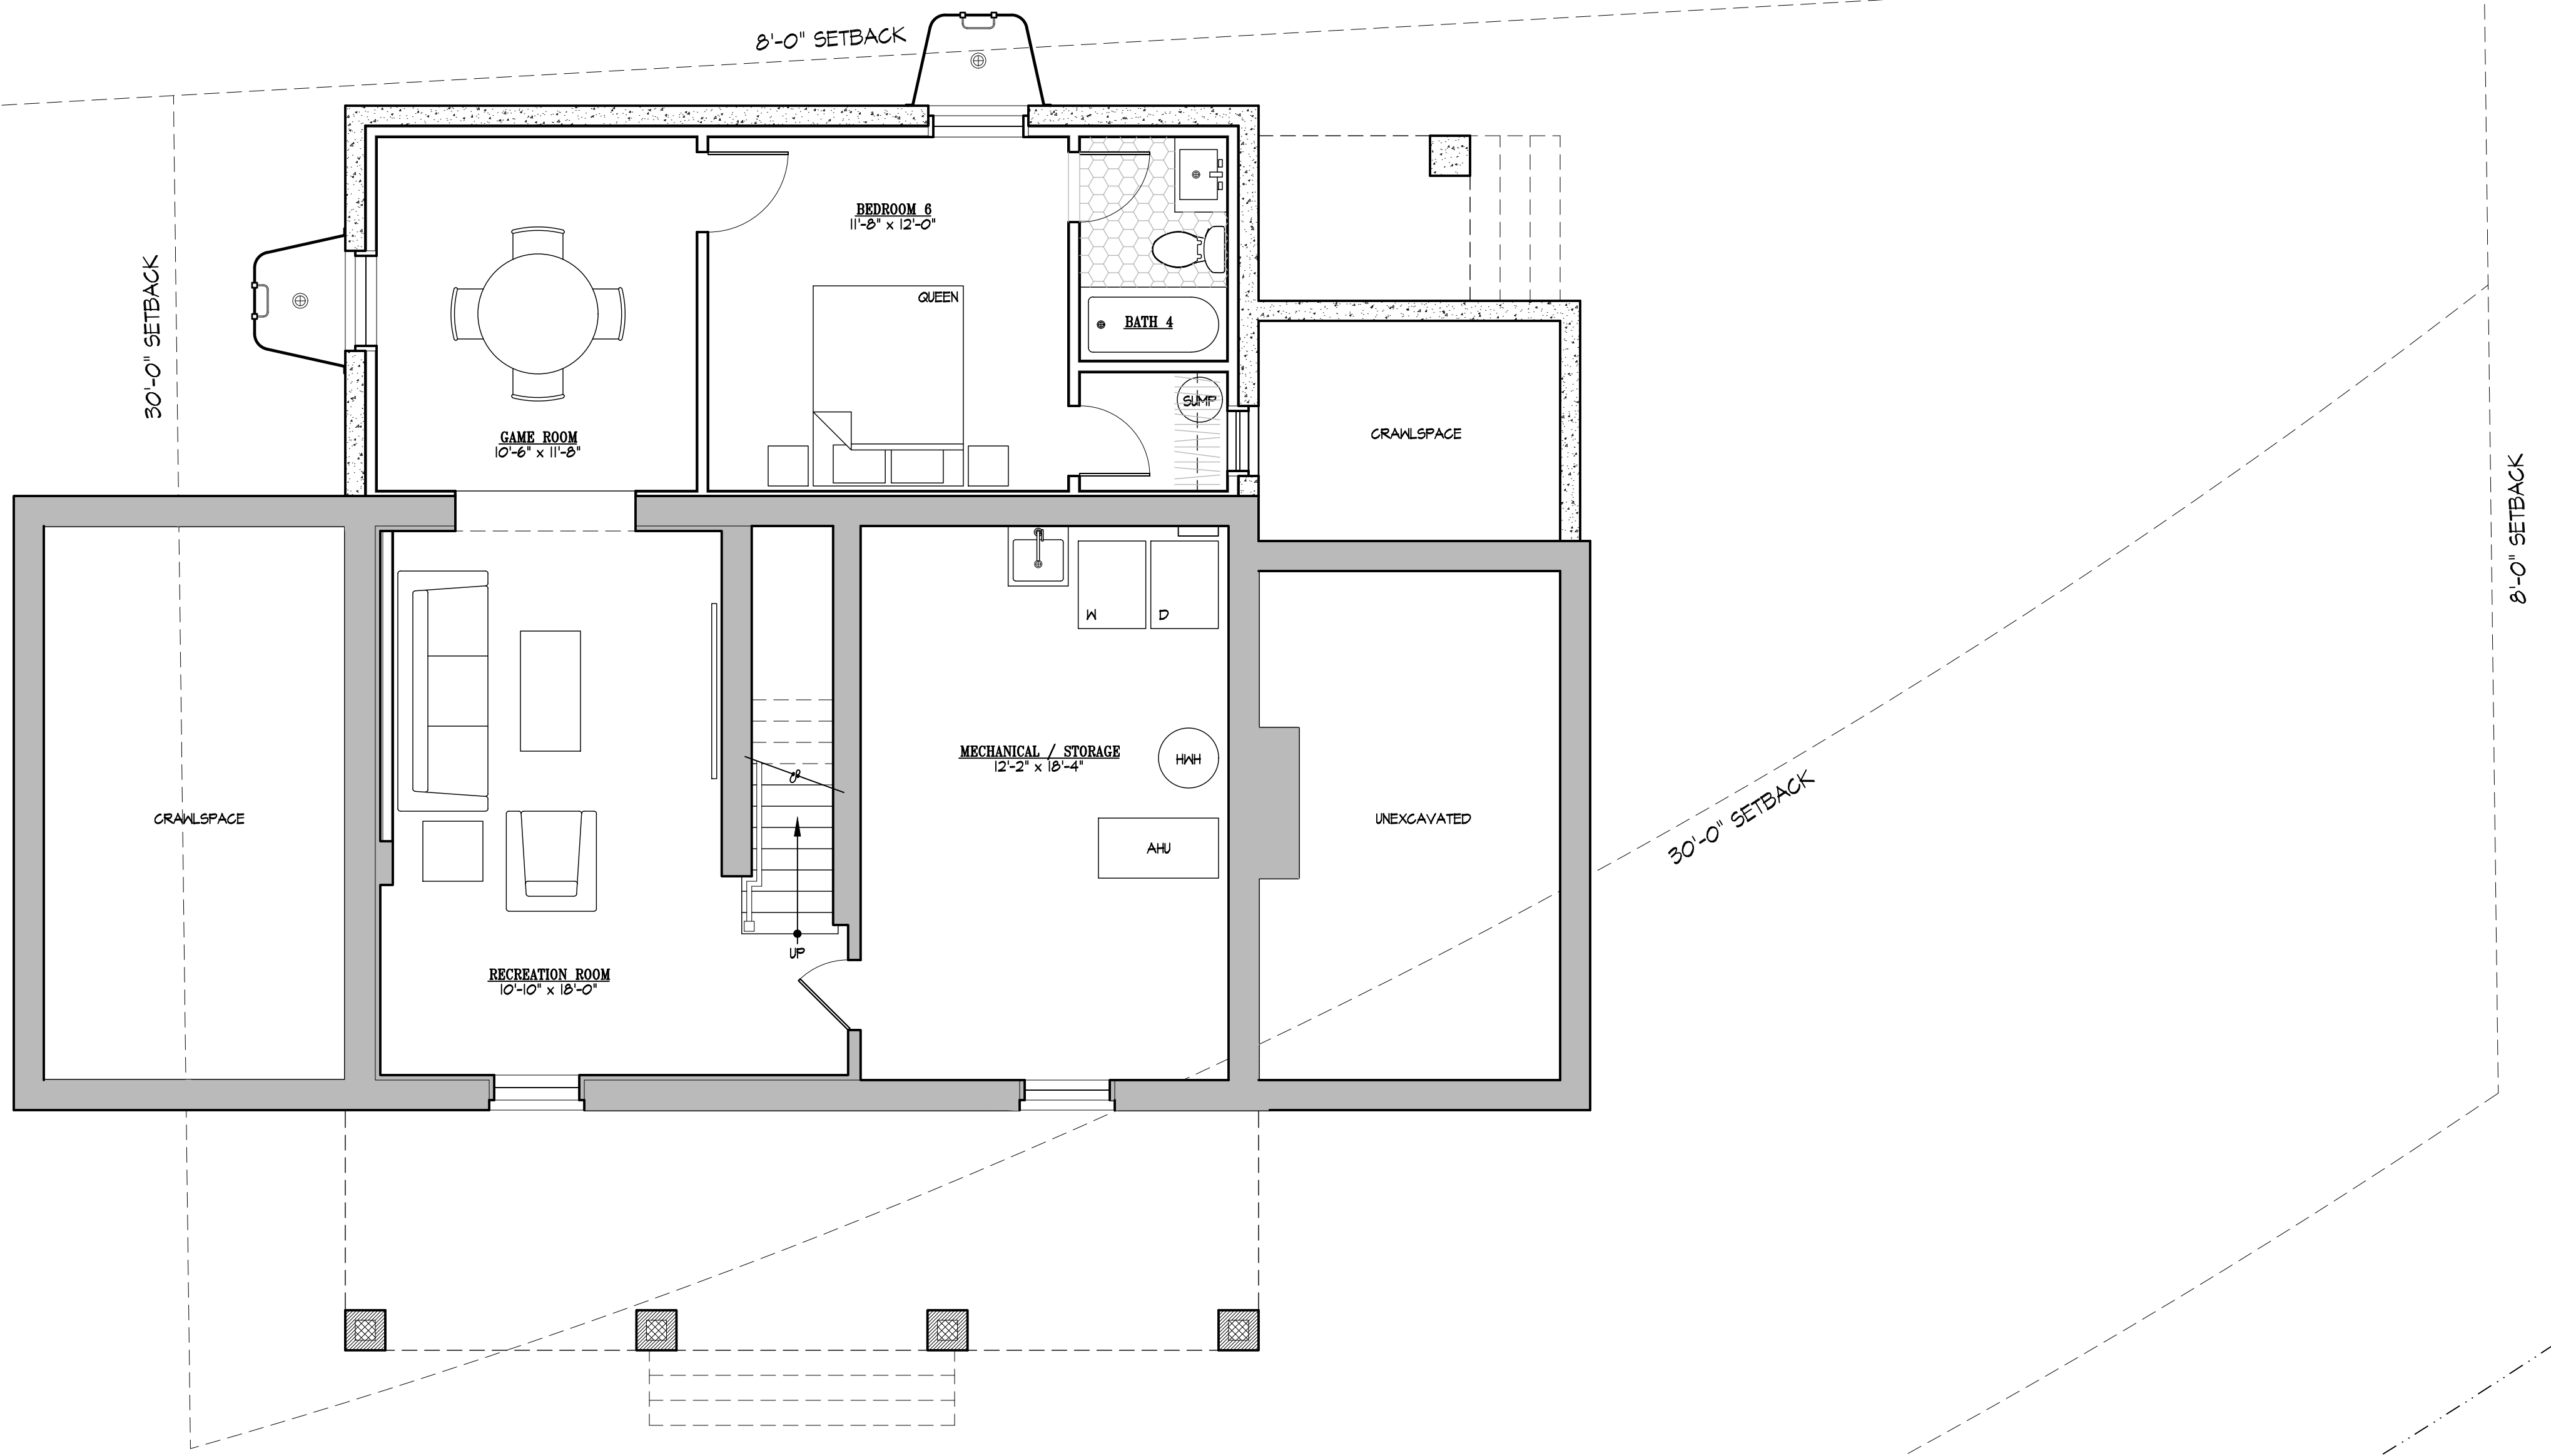 8'-0" SETBACK
30'-0" SETBACK
BEDROOM 6
11'-8" x 12'-0"
QUEEN
BATH 4
SUMP
GAME ROOM
10'-6" x 11'-8"
CRAWLSPACE
8'-0" SETBACK
W
D
MECHANICAL / STORAGE
12'-2" x 18'-4"
HWH
AHU
CRAWLSPACE
UNEXCAVATED
30'-0" SETBACK
UP
RECREATION ROOM
10'-10" x 18'-0"